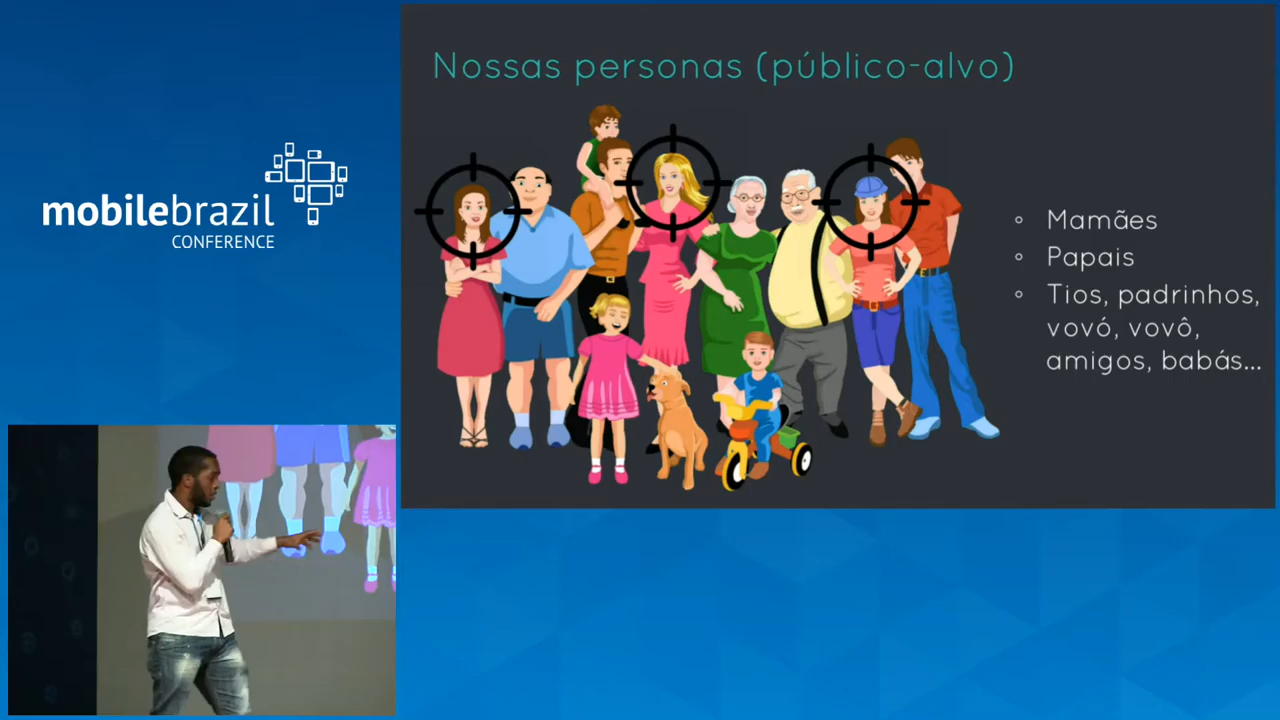 mobilebrazil
CONFERENCE
Nossas personas (público-alvo)
Mamães
Papais
Tios, padrinhos,
vovó, vovô,
amigos, babás...